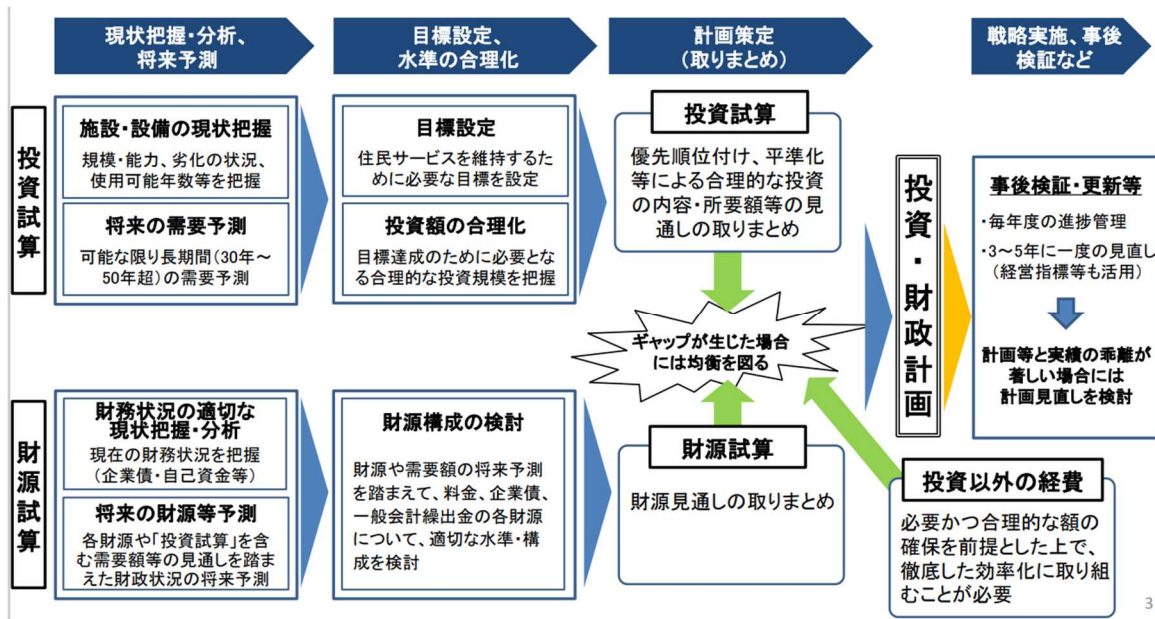 現状把握・分析、
将来予測
目標設定、
水準の合理化
計画策定
（取りまとめ）
戦略実施、事後
検証など
投資試算
施設・設備の現状把握
規模・能力、劣化の状況、
使用可能年数等を把握
将来の需要予測
可能な限り長期間（30年～
50年超）の需要予測
目標設定
住民サービスを維持するた
めに必要な目標を設定
投資額の合理化
目標達成のために必要と
なる合理的な投資規模を把握
投資試算
優先順位付け、平準化
等による合理的な投資
の内容・所要額等の見
通しの取りまとめ
ギャップが生じた場合
には均衡を図る
投資・財政計画
事後検証・更新等
・毎年度の進捗管理
・3～5年に一度の見直し
（経営指標等も活用）
計画等と実績の乖離が
著しい場合には
計画見直しを検討
財源試算
財務状況の適切な
現状把握・分析
現在の財務状況を把握
（企業債・自己資金等）
将来の財源等予測
各財源や「投資試算」を含
む需要額等の見通しを踏ま
えた財政状況の将来予測
財源構成の検討
財源や需要額の将来予測
を踏まえて、料金、企業債、
一般会計繰出金の各財源
について、適切な水準・構
成を検討
財源試算
財源見通しの取りまとめ
投資以外の経費
必要かつ合理的な額の
確保を前提とした上で、
徹底した効率化に取り組
むことが必要
3